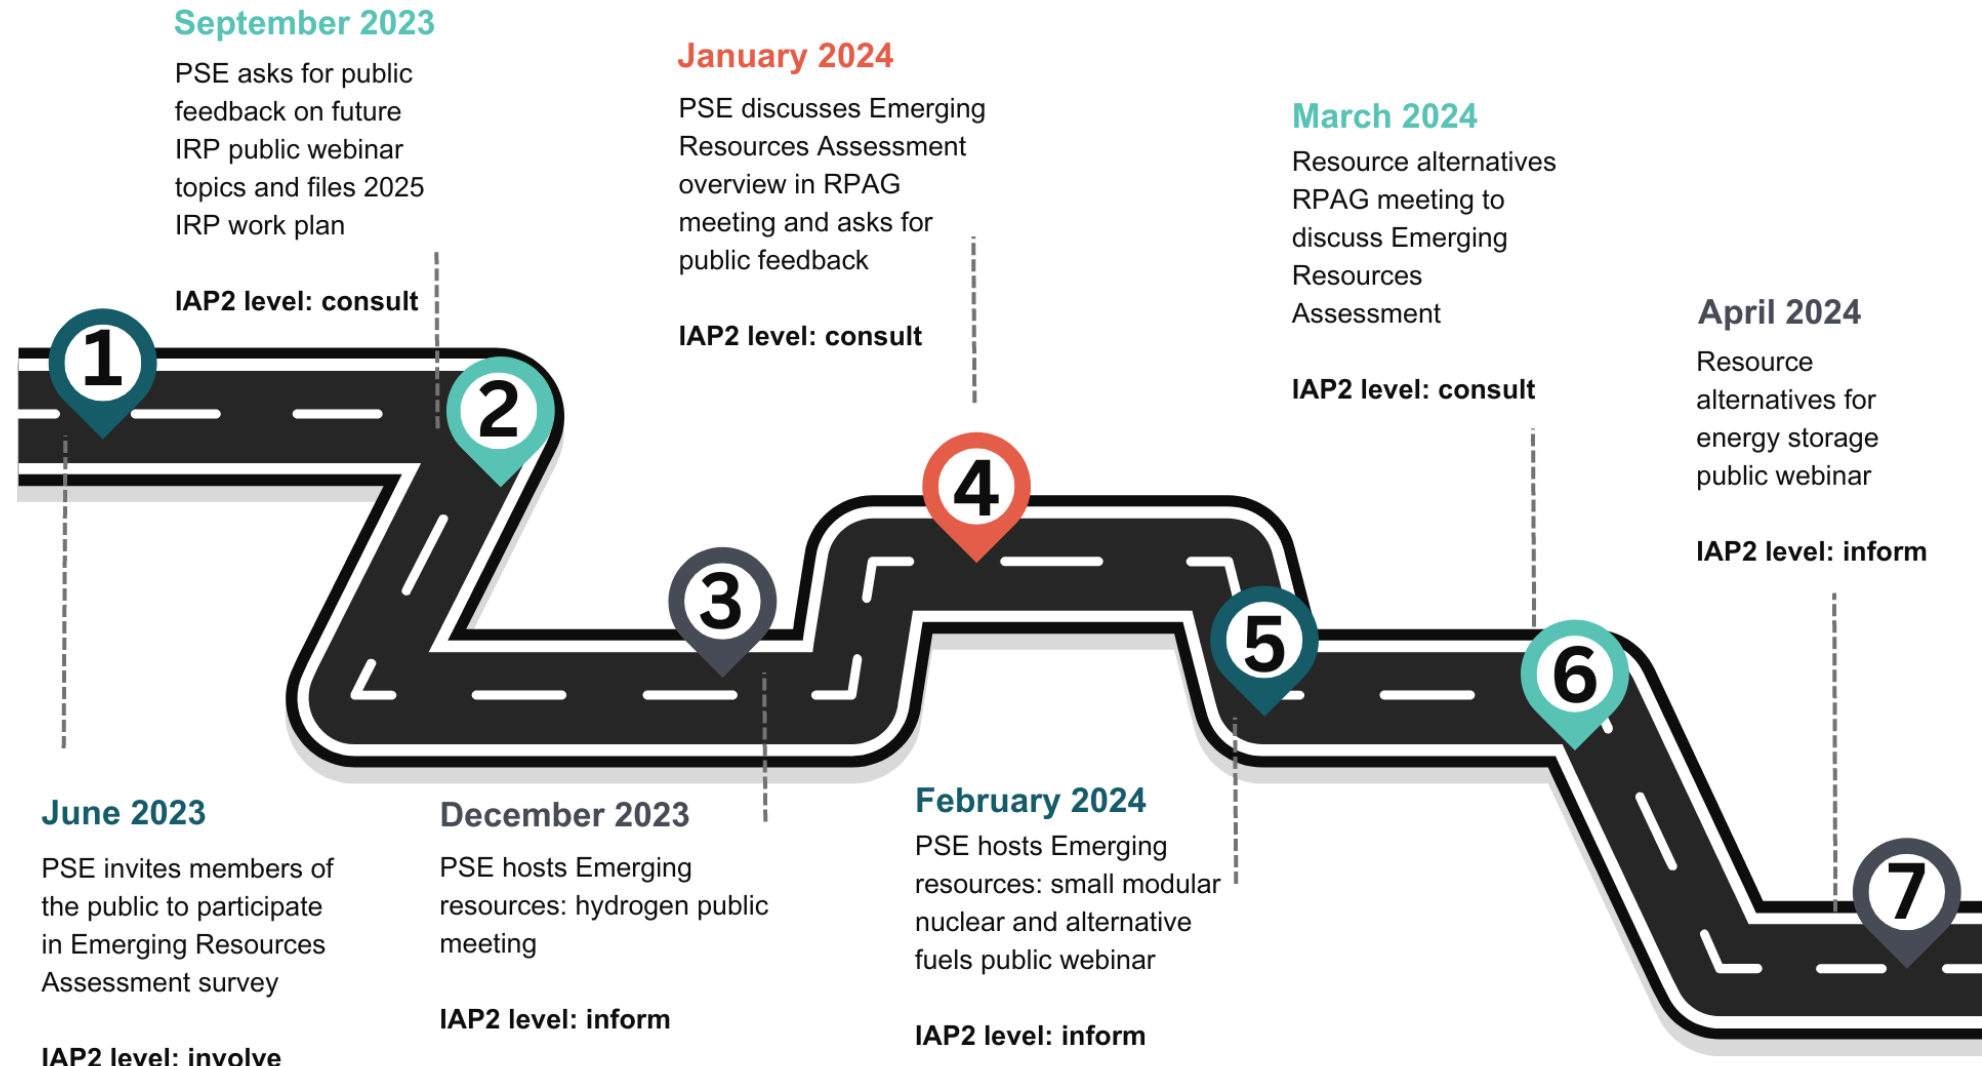 September 2023
PSE asks for public
feedback on future
IRP public webinar
topics and files 2025
IRP work plan
IAP2 level: consult
January 2024
PSE discusses Emerging
Resources Assessment
overview in RPAG
meeting and asks for
public feedback
IAP2 level: consult
March 2024
Resource alternatives
RPAG meeting to
discuss Emerging
Resources
Assessment
IAP2 level: consult
April 2024
Resource
alternatives for
energy storage
public webinar
IAP2 level: inform
1
2
3
4
5
6
7
June 2023
PSE invites members of
the public to participate
in Emerging Resources
Assessment survey
IAP2 level: involve
December 2023
PSE hosts Emerging
resources: hydrogen public
meeting
IAP2 level: inform
February 2024
PSE hosts Emerging
resources: small modular
nuclear and alternative
fuels public webinar
IAP2 level: inform